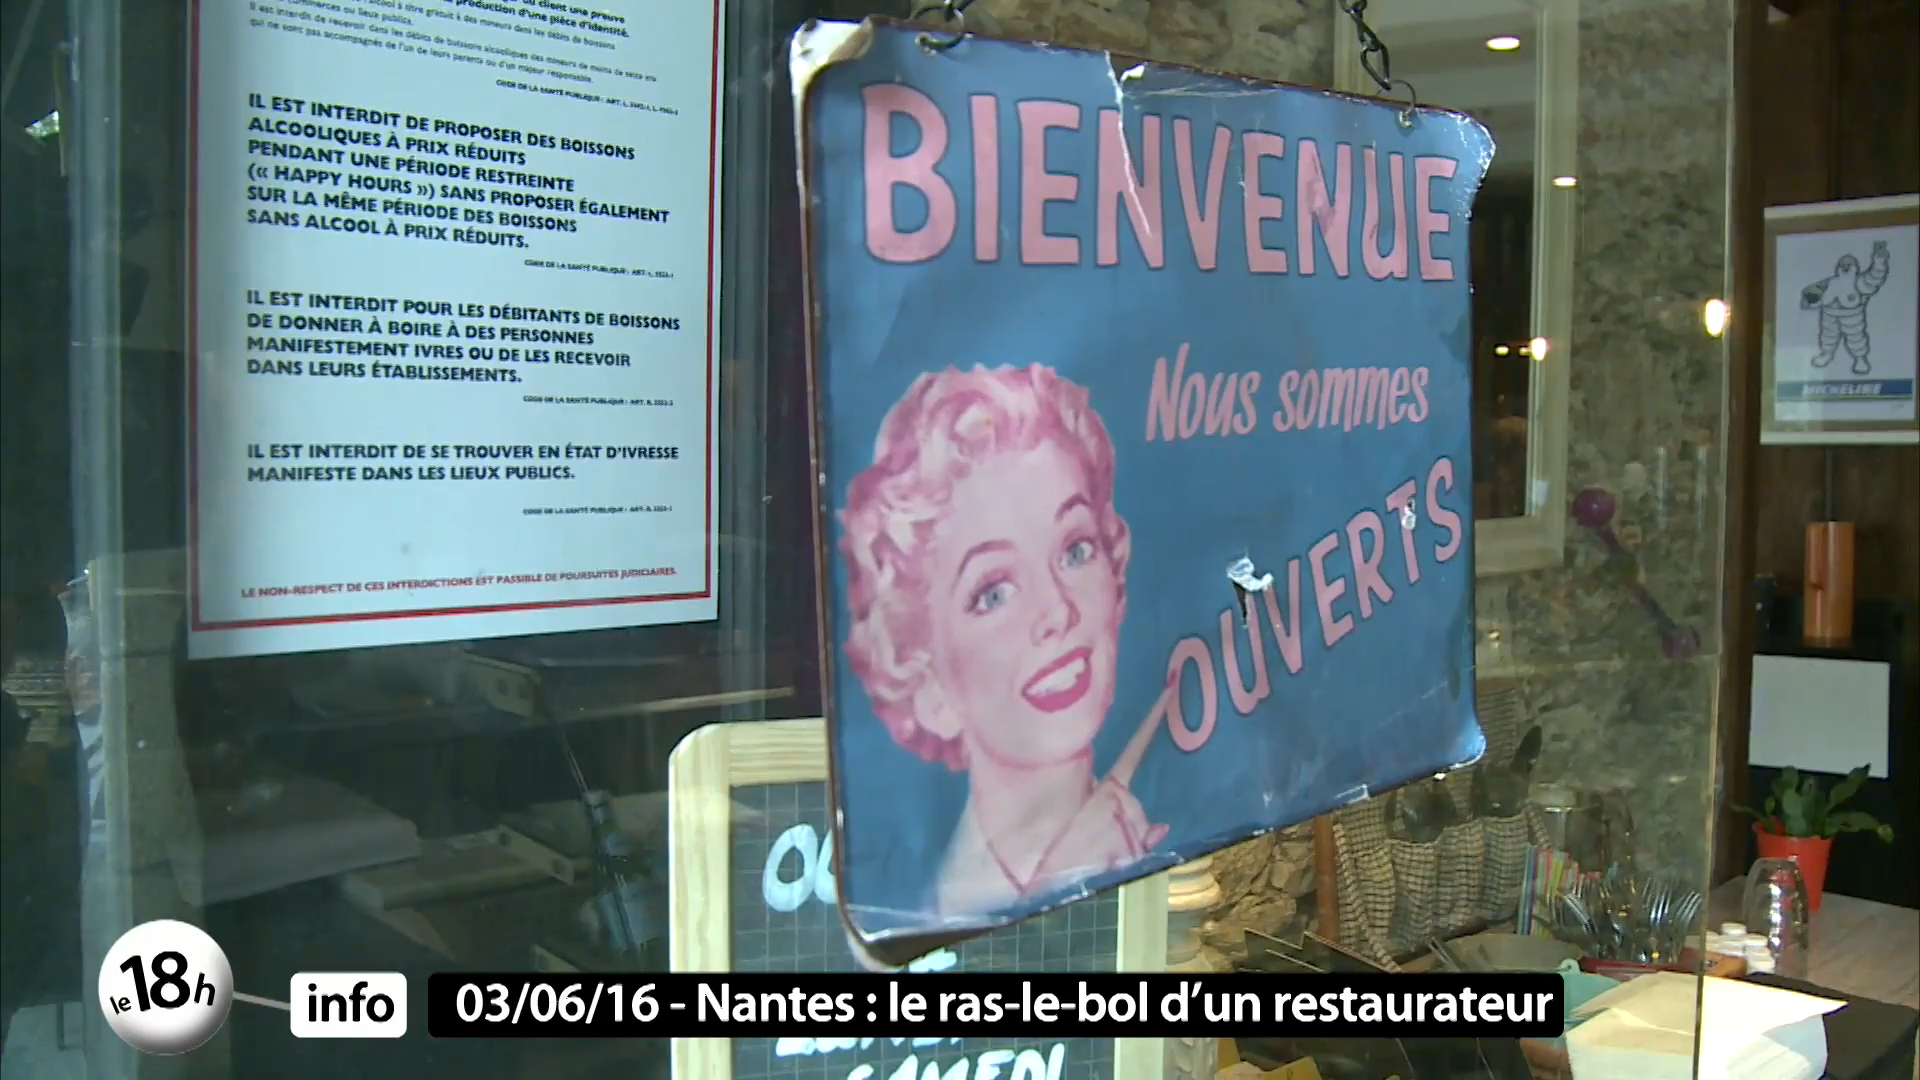 production d'une pièce d'identité.
IL EST INTERDIT DE PROPOSER DES BOISSONS
ALCOOLIQUES À PRIX RÉDUITS
PENDANT UNE PÉRIODE RESTREINTE
(« HAPPY HOURS ») SANS PROPOSER ÉGALEMENT
SUR LA MÊME PÉRIODE DES BOISSONS
SANS ALCOOL À PRIX RÉDUITS.
IL EST INTERDIT POUR LES DÉBITANTS DE BOISSONS
DE DONNER À BOIRE À DES PERSONNES
MANIFESTEMENT IVRES OU DE LES RECEVOIR
DANS LEURS ÉTABLISSEMENTS.
IL EST INTERDIT DE SE TROUVER EN ÉTAT D'IVRESSE
MANIFESTE DANS LES LIEUX PUBLICS.
LE NON-RESPECT DE CES INTERDICTIONS EST PASSIBLE DE POURSUITES JUDICIAIRES.
BIENVENUE
Nous sommes
OUVERTS
le 18h
info
03/06/16 - Nantes : le ras-le-bol d'un restaurateur